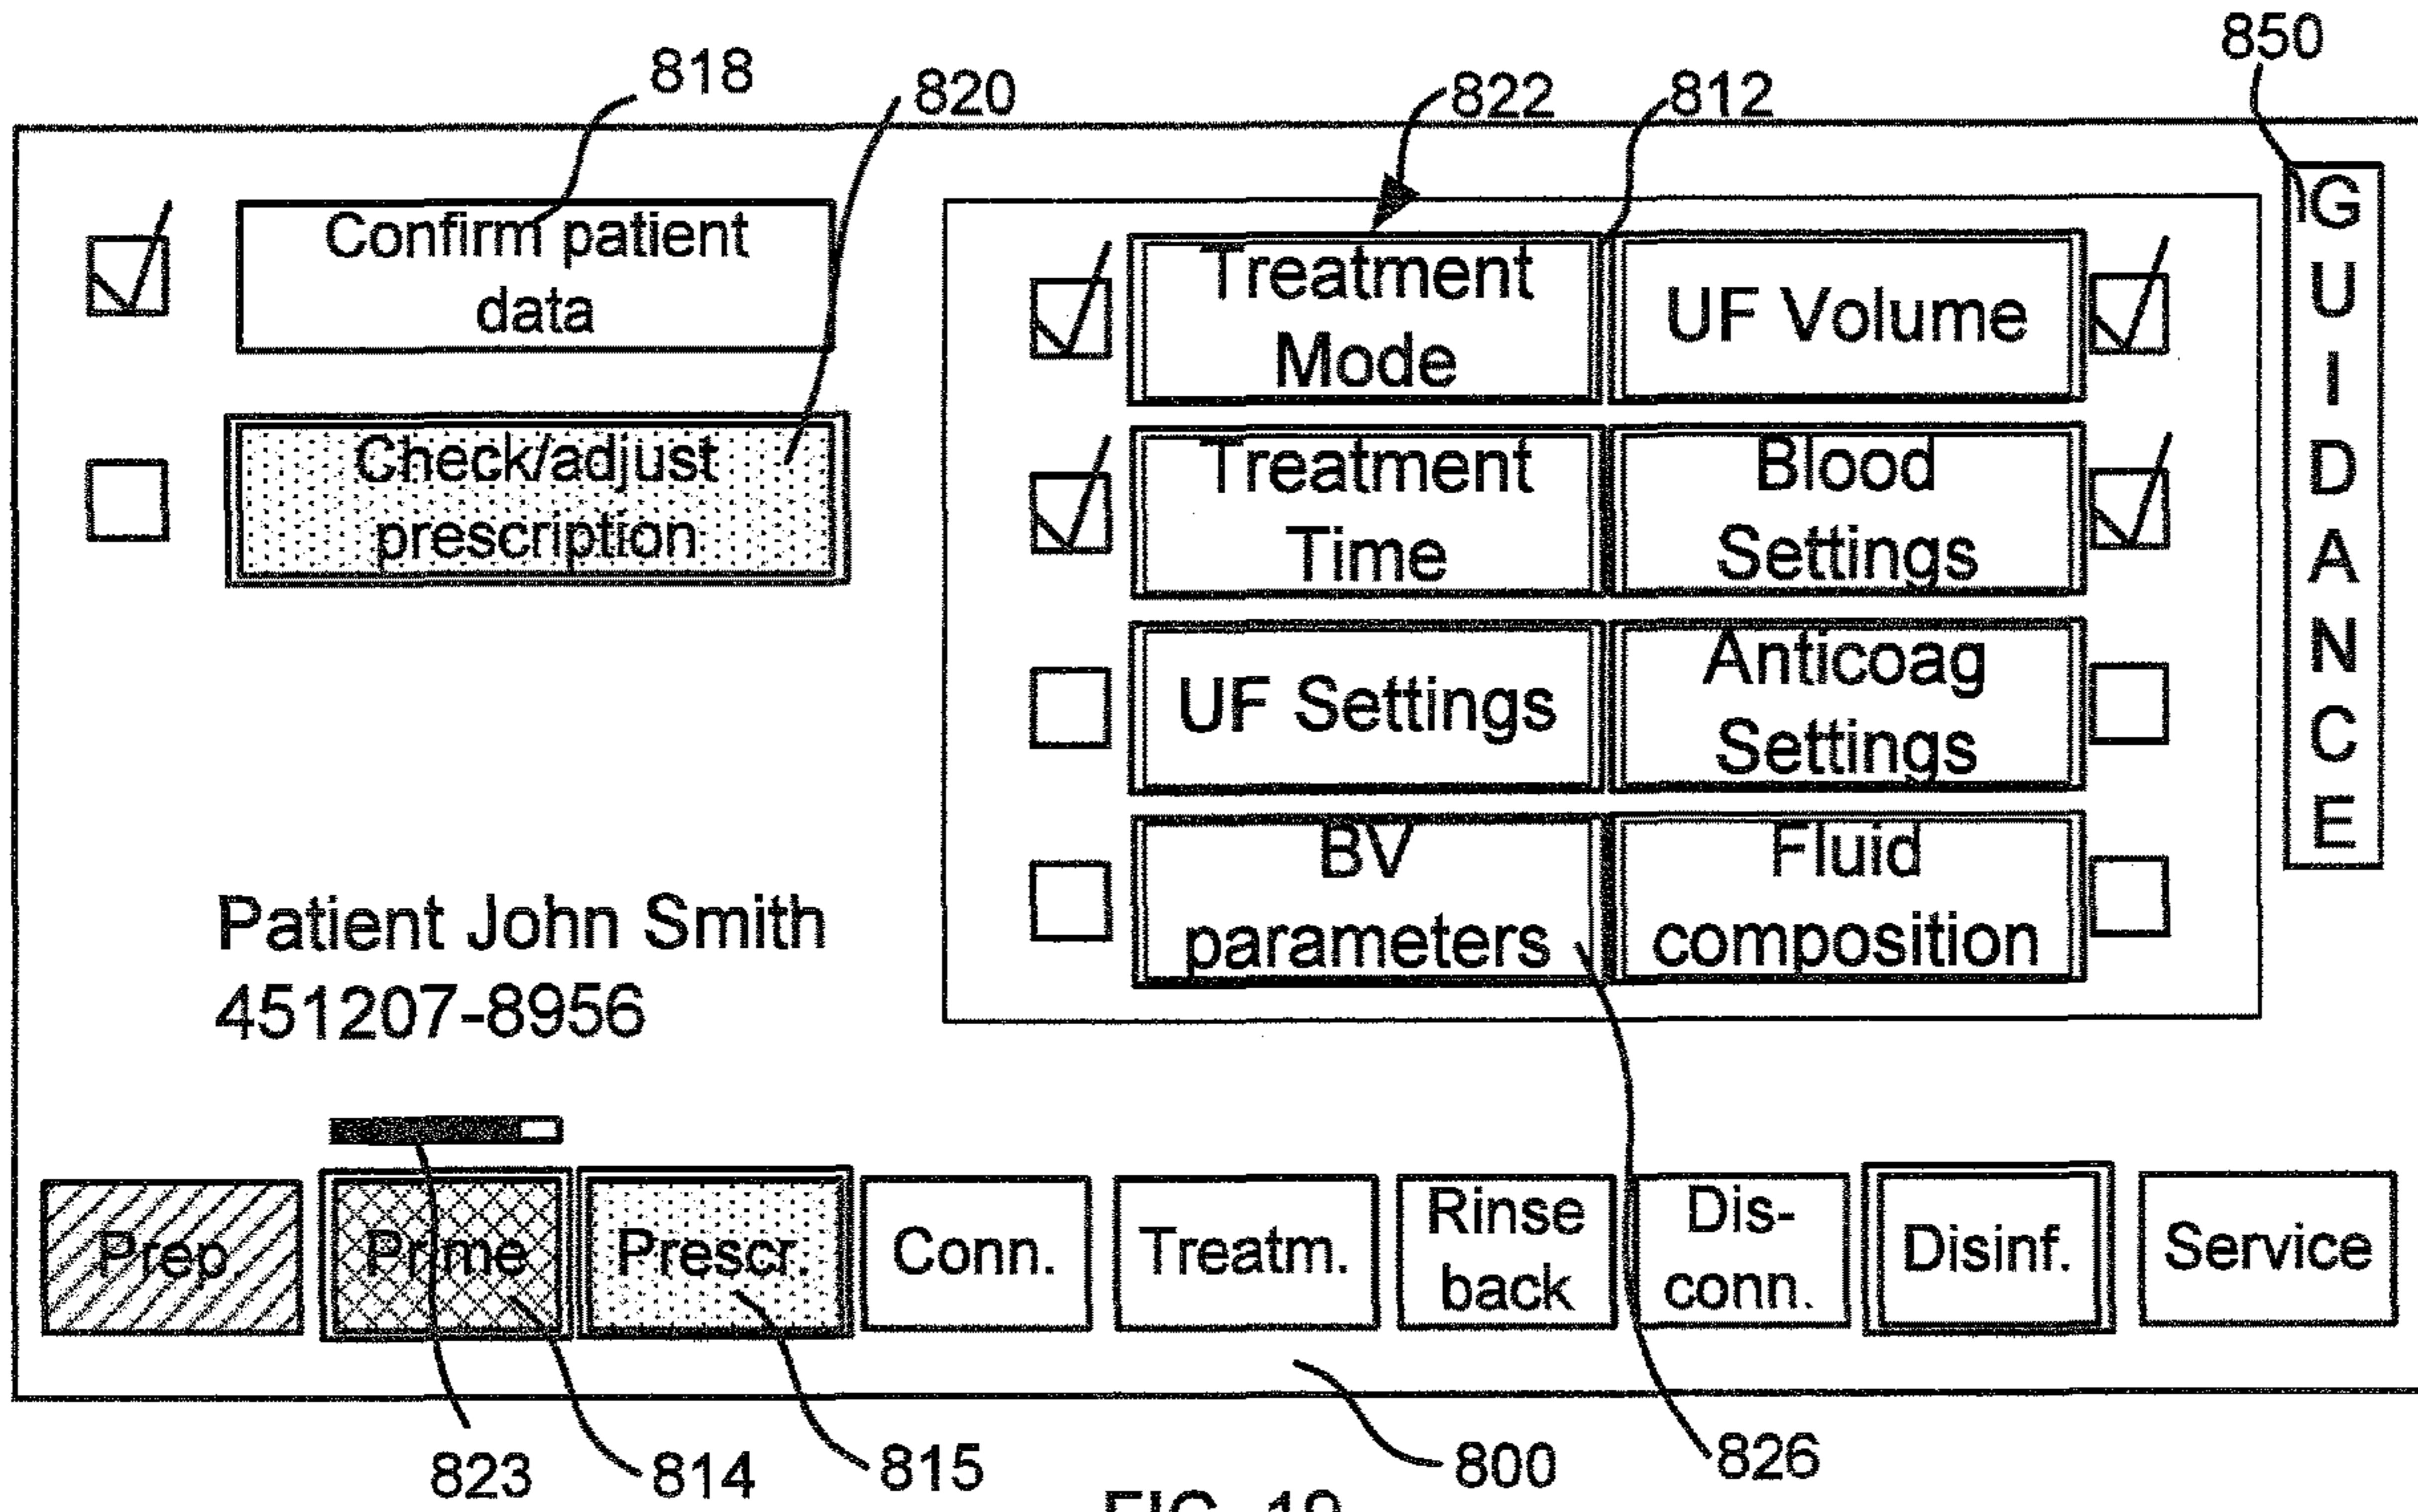 818
820
822
812
850
Confirm patient
data
Check/adjust
prescription
Treatment
Mode
UF Volume
Treatment
Time
Blood
Settings
UF Settings
Anticoag
Settings
BV
parameters
Fluid
composition
G
U
I
D
A
N
C
E
Patient John Smith
451207-8956
Prep
Prime
Prescr.
Conn.
Treatm.
Rinse
back
Dis-
conn.
Disinf.
Service
823
814
815
800
826